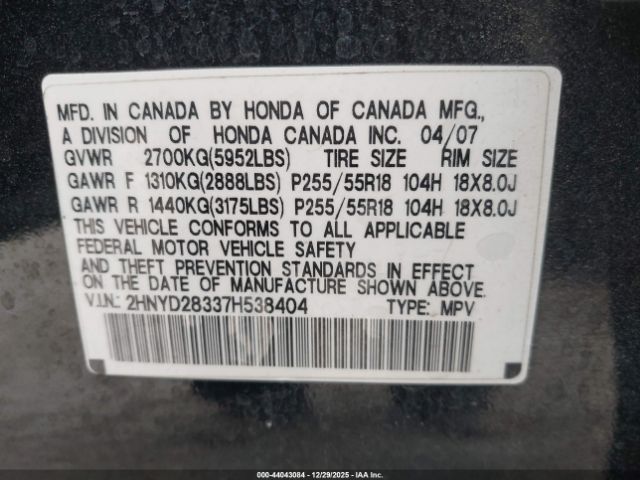 MFD. IN CANADA BY HONDA OF CANADA MFG.,
A DIVISION OF HONDA CANADA INC. 04/07
GVWR 2700KG(5952LBS) TIRE SIZE RIM SIZE
GAWR F 1310KG(2888LBS) P255/55R18 104H 18X8.0J
GAWR R 1440KG(3175LBS) P255/55R18 104H 18X8.0J
THIS VEHICLE CONFORMS TO ALL APPLICABLE
FEDERAL MOTOR VEHICLE SAFETY
AND THEFT PREVENTION STANDARDS IN EFFECT
ON THE DATE OF MANUFACTURE SHOWN ABOVE.
V.I.N.: 2HNYD28337H538404 TYPE: MPV
000-44043084 | 12/29/2025 - IAA Inc.